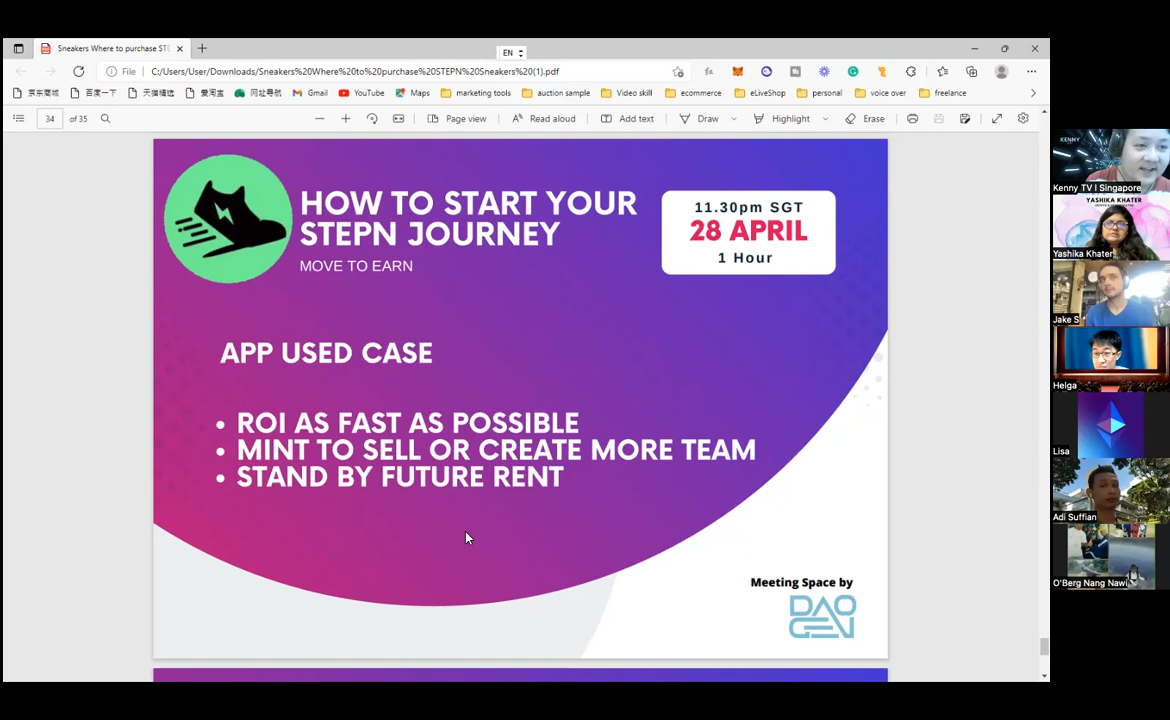 Sneakers Where to purchase STE
EN
File
C:/Users/User/Downloads/Sneakers%20Where%20to%20purchase%20STEPN%20Sneakers%20(1).pdf
京东商城
百度一下
天猫精选
爱淘宝
网址导航
Gmail
YouTube
Maps
marketing tools
auction sample
Video skill
ecommerce
eLiveShop
personal
voice over
freelance
34 of 35
Page view
Read aloud
Add text
Draw
Highlight
Erase
HOW TO START YOUR
STEPN JOURNEY
MOVE TO EARN
11.30pm SGT
28 APRIL
1 Hour
APP USED CASE
• ROI AS FAST AS POSSIBLE
• MINT TO SELL OR CREATE MORE TEAM
• STAND BY FUTURE RENT
Meeting Space by
DAO
GEN
KENNY
Kenny TV I Singapore
YASHIKA KHATER
Yashika Khater
Jake S
Helga
Lisa
Adi Suffian
O'Berg Nang Nawi